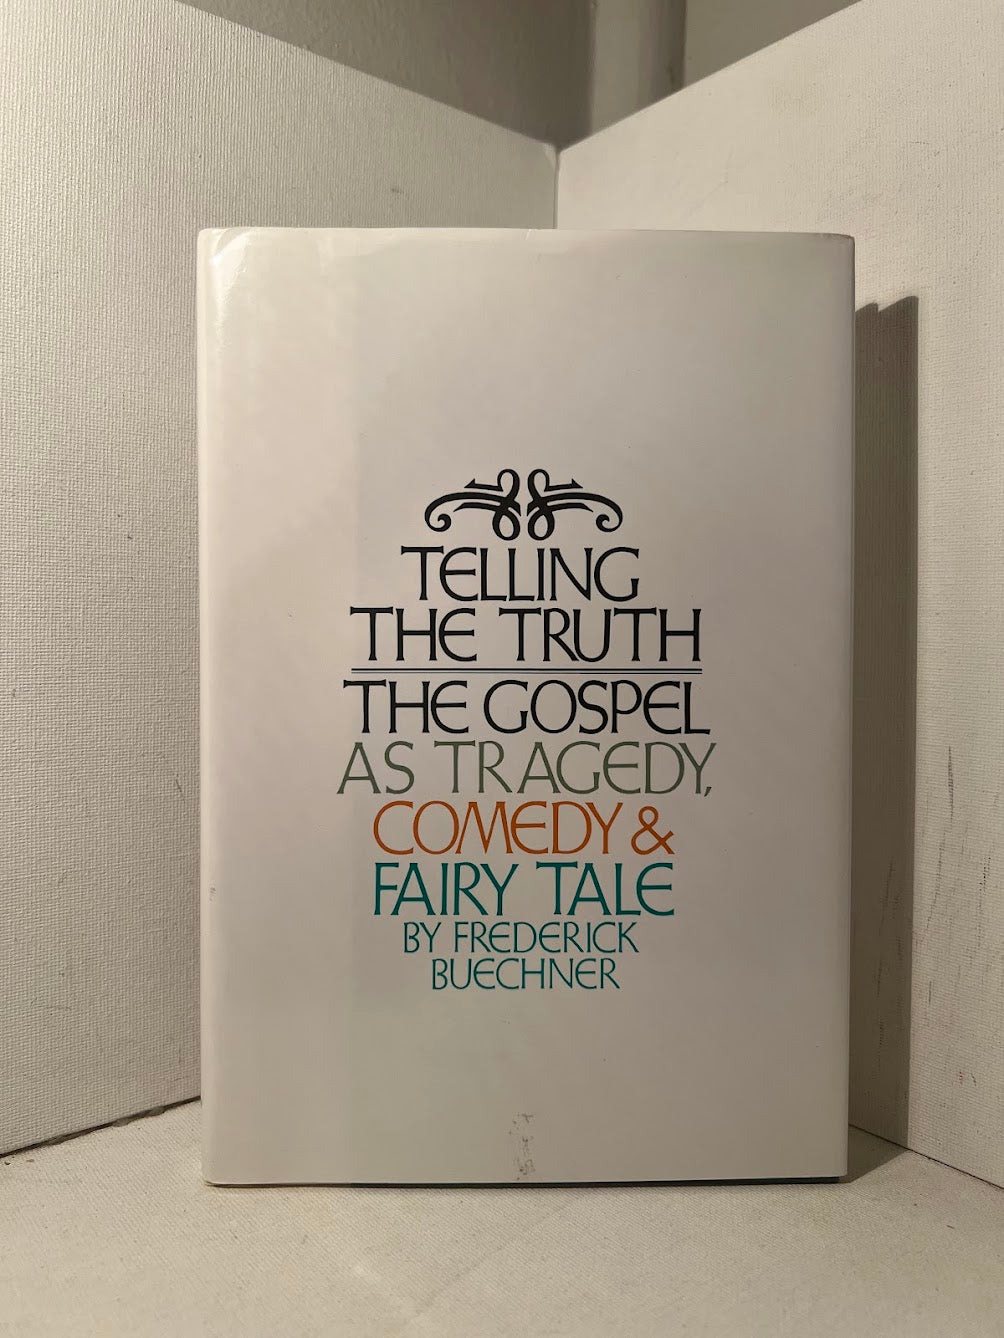 TELLING
THE TRUTH
THE GOSPEL
AS TRAGEDY,
COMEDY &
FAIRY TALE
BY FREDERICK
BUECHNER